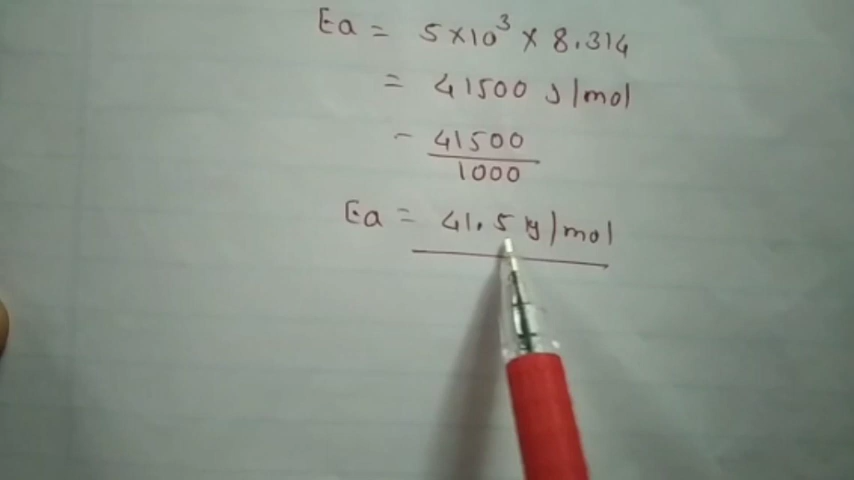 Ea = 5×10³ × 8.314
= 41500 J/mol
= 41500/1000
Ea = 41.5 kJ/mol